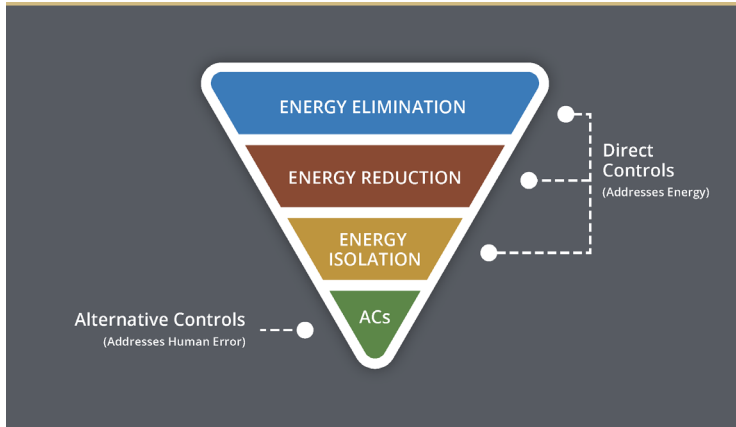 ENERGY ELIMINATION
ENERGY REDUCTION
ENERGY
ISOLATION
ACs
Direct
Controls
(Addresses Energy)
Alternative Controls
(Addresses Human Error)